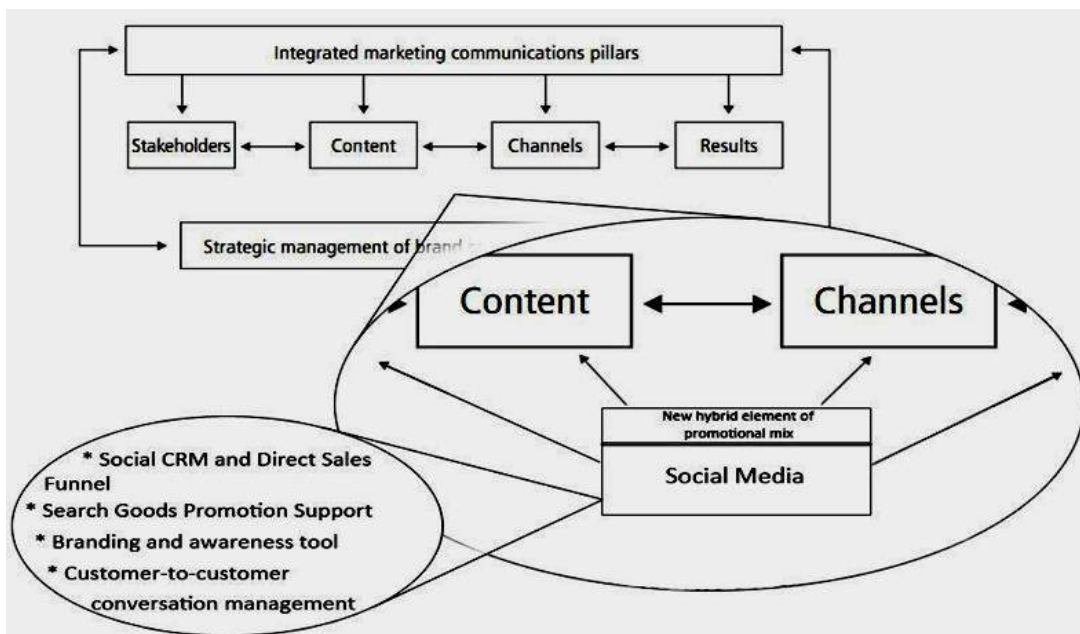 Integrated marketing communications pillars
Stakeholders
Content
Channels
Results
Strategic management of brand
Content
Channels
New hybrid element of
promotional mix
Social Media
* Social CRM and Direct Sales
Funnel
* Search Goods Promotion Support
* Branding and awareness tool
* Customer-to-customer
conversation management